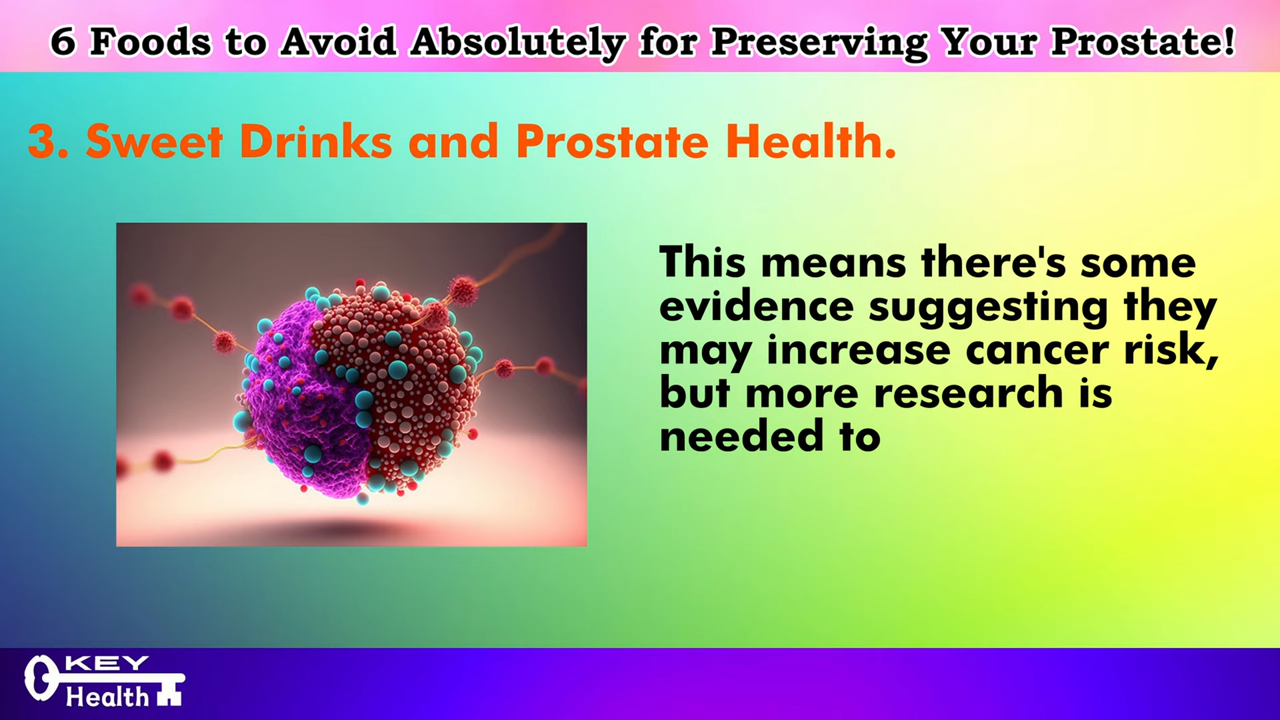 6 Foods to Avoid Absolutely for Preserving Your Prostate!
3. Sweet Drinks and Prostate Health.
This means there's some
evidence suggesting they
may increase cancer risk,
but more research is
needed to
KEY
Health